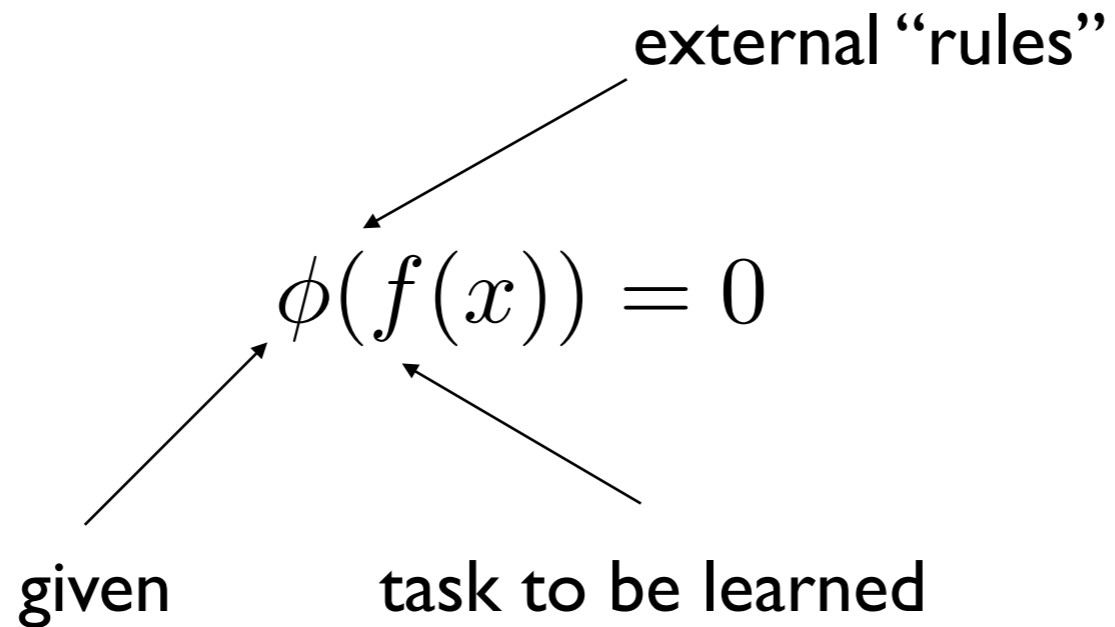 external “rules”
ϕ(f(x)) = 0
given
task to be learned